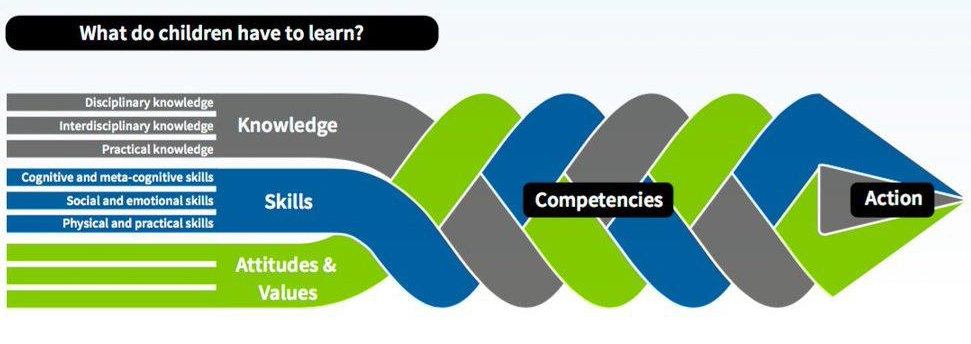 What do children have to learn?
Disciplinary knowledge
Interdisciplinary knowledge
Practical knowledge
Knowledge
Cognitive and meta-cognitive skills
Social and emotional skills
Physical and practical skills
Skills
Attitudes &
Values
Competencies
Action